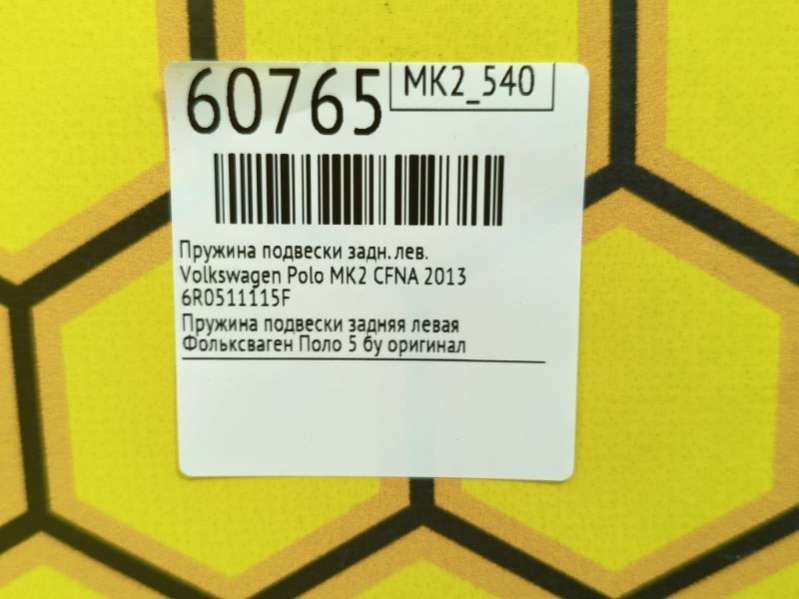 60765
MK2_540
Пружина подвески задн. лев.
Volkswagen Polo MK2 CFNA 2013
6R0511115F
Пружина подвески задняя левая
Фольксваген Поло 5 бу оригинал